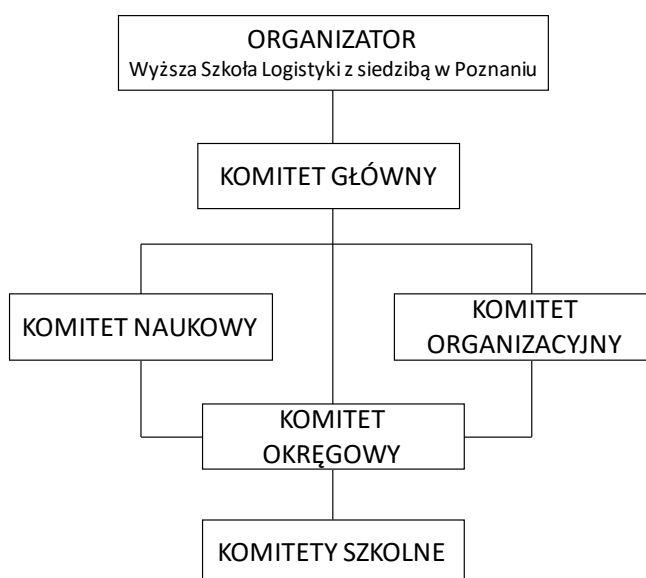 ORGANIZATOR
Wyższa Szkoła Logistyki z siedzibą w Poznaniu
KOMITET GŁÓWNY
KOMITET NAUKOWY
KOMITET
ORGANIZACYJNY
KOMITET
OKRĘGOWY
KOMITETY SZKOLNE